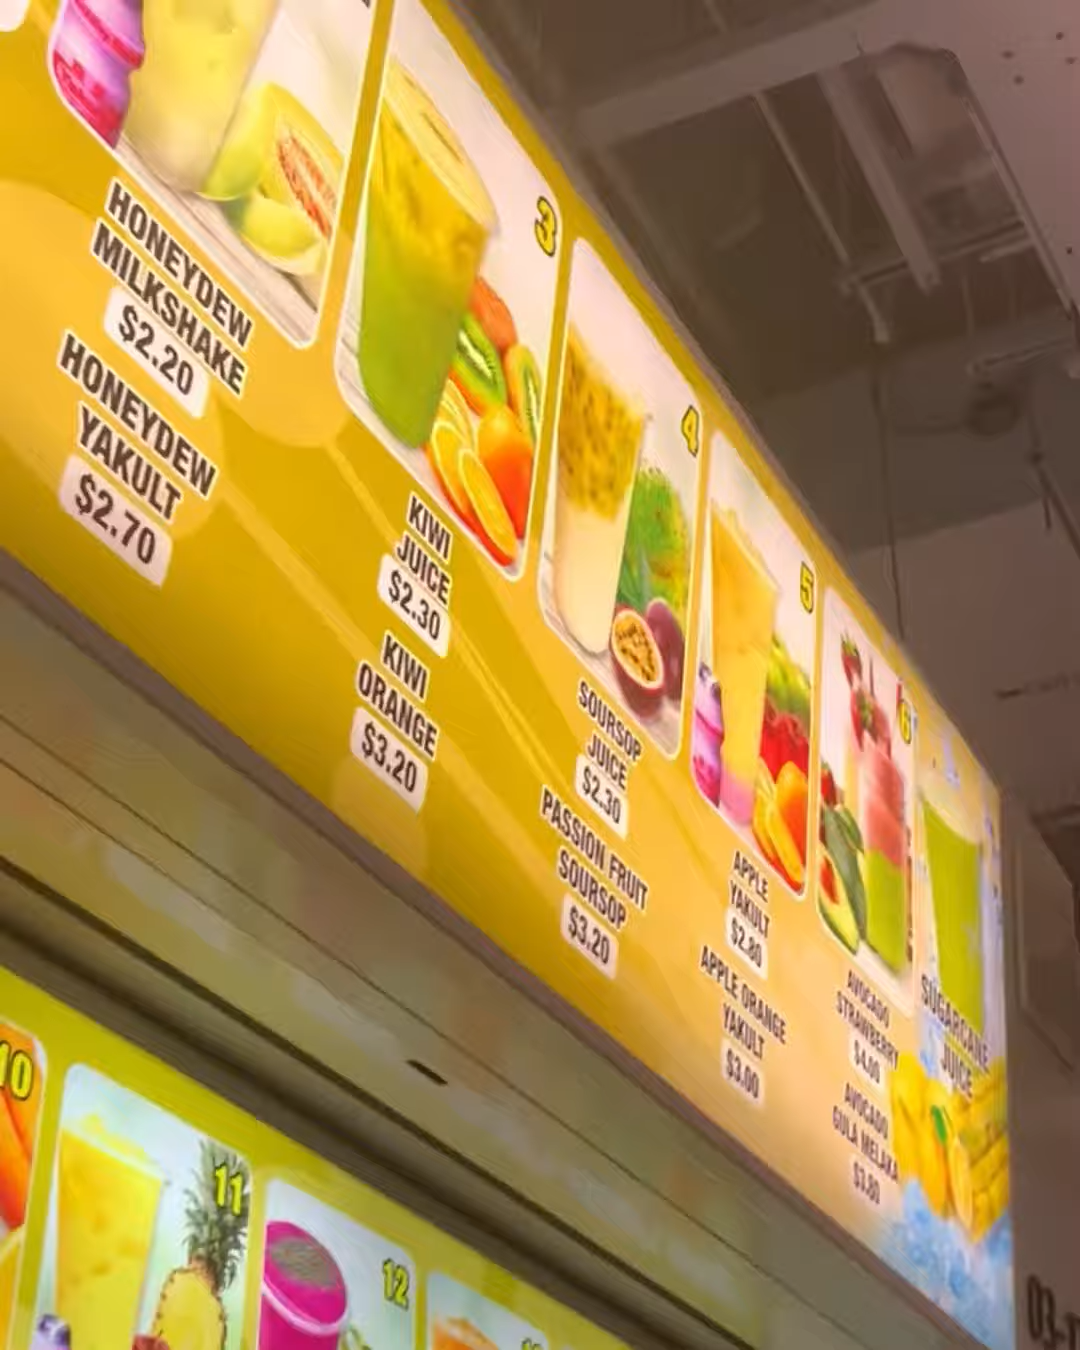 HONEYDEW
MILKSHAKE
$2.20
HONEYDEW
YAKULT
$2.70
3
KIWI
JUICE
$2.30
KIWI
ORANGE
$3.20
4
SOURSOP
JUICE
$2.30
PASSION FRUIT
SOURSOP
$3.20
5
APPLE
YAKULT
$2.80
APPLE ORANGE
YAKULT
$3.00
6
AVOCADO
STRAWBERRY
$4.00
AVOCADO
GULA MELAKA
$3.80
SUGARCANE
JUICE
10
11
12